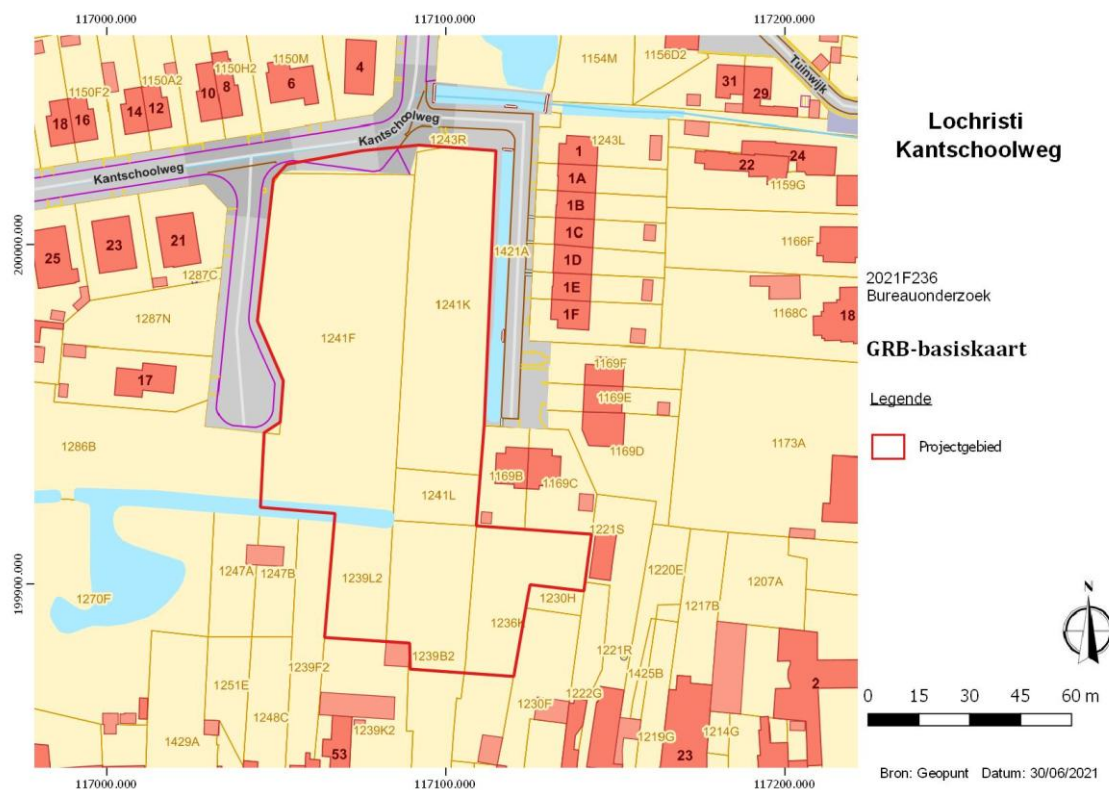 117000.000
117100.000
117200.000
1150F2
1150A2
1150H2
1150M
4
1154M
1156D2
Tuinwijk
18
16
14
12
10
8
6
31
29
Kantschoolweg
Kantschoolweg
1243R
1243L
1
1A
1B
1C
1D
1E
1F
22
24
1159G
200000.000
25
23
21
1287C
1421A
1166F
1241K
1168C
18
1287N
1241F
17
1169F
1169E
1169D
1173A
1286B
1169B
1169C
1241L
1221S
1220E
1207A
199900.000
1247A
1247B
1239L2
1270F
1230H
1217B
1236K
1221R
1239B2
1239F2
1425B
1251E
1222G
2
1230F
1248C
1239K2
1219G
1214G
1429A
53
23
117000.000
117100.000
117200.000
200000.000
199900.000
Lochristi
Kantschoolweg
2021F236
Bureauonderzoek
GRB-basiskaart
Legende
Projectgebied
N
0 15 30 45 60 m
Bron: Geopunt Datum: 30/06/2021